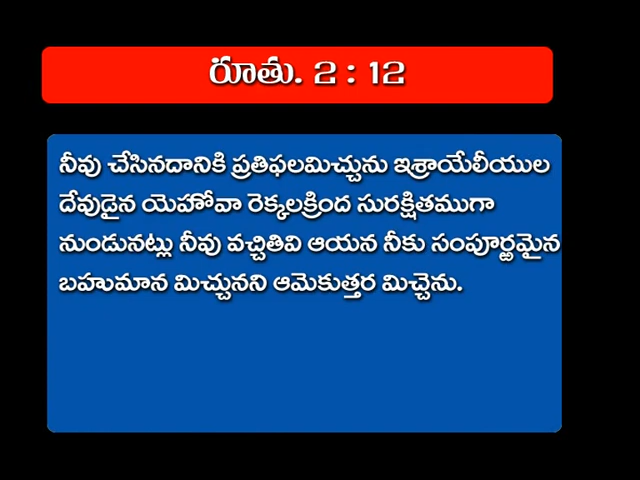 రూతు. 2 : 12
నీవు చేసినదానికి ప్రతిఫలమిచ్చును ఇశ్రాయేలీయుల
దేవుడైన యెహోవా రెక్కలక్రింద సురక్షితముగా
నుండునట్లు నీవు వచ్చితివి ఆయన నీకు సంపూర్ణమైన
బహుమాన మిచ్చునని ఆమెకుత్తర మిచ్చెను.